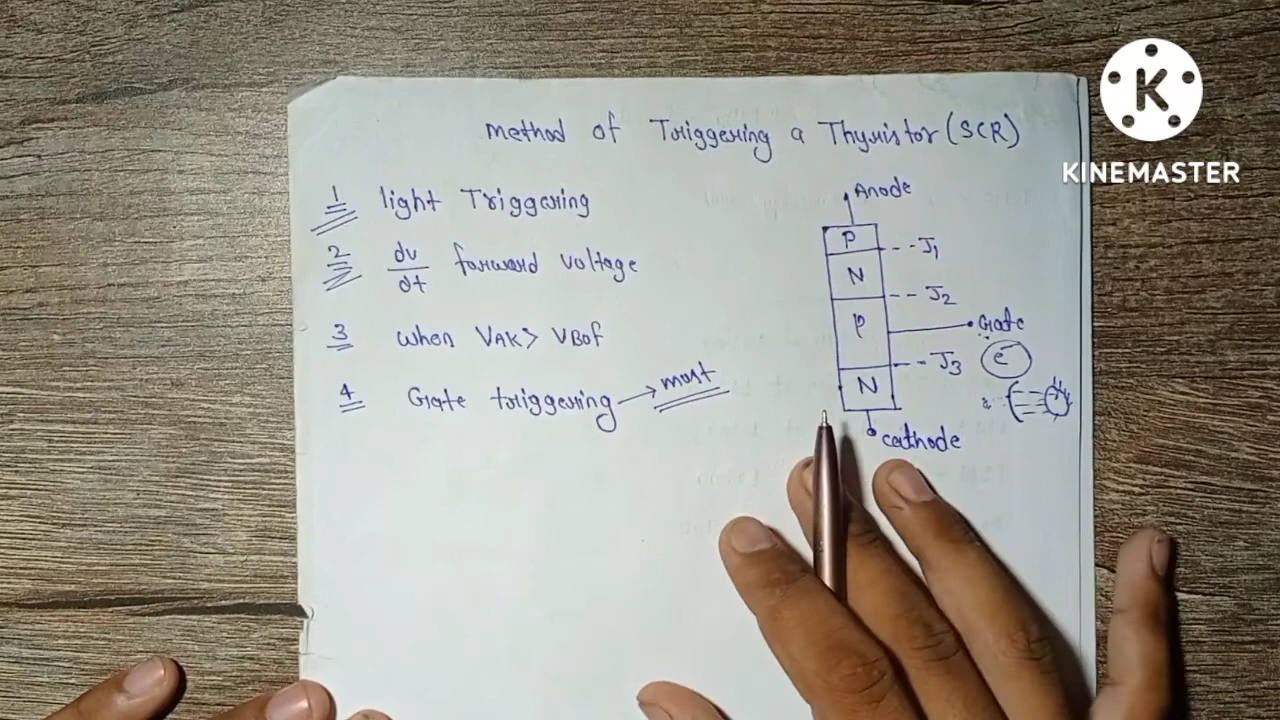 Method of Triggering a Thyristor (SCR)
1 light Triggering
2 dv/dt forward voltage
3 when VAK > VBof
4 Gate triggering → most
Anode
P
J1
N
J2
P
Gate
J3
e-
N
cathode
K
KINEMASTER